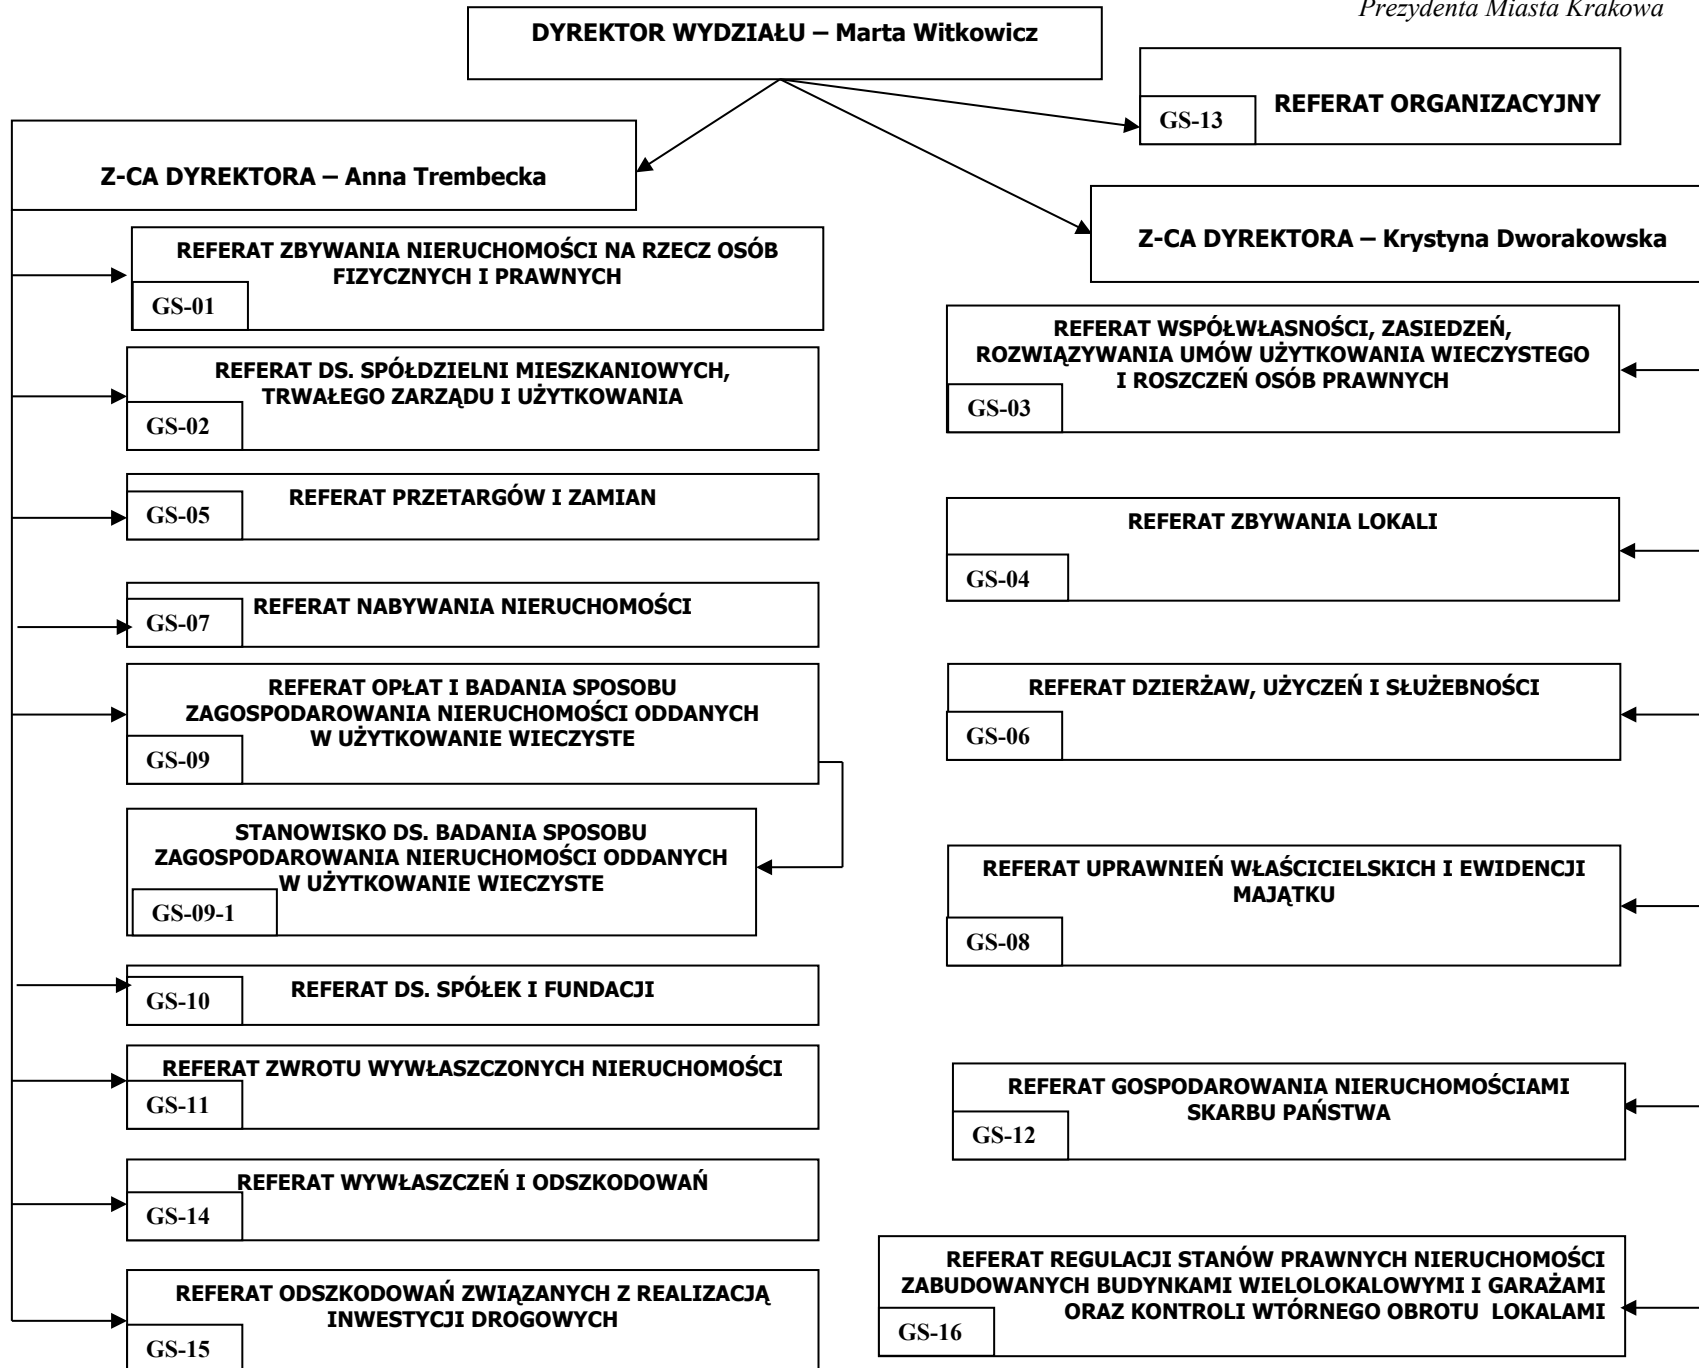 Prezydenta Miasta Krakowa
DYREKTOR WYDZIAŁU – Marta Witkowicz
REFERAT ORGANIZACYJNY
GS-13
Z-CA DYREKTORA – Anna Trembecka
Z-CA DYREKTORA – Krystyna Dworakowska
REFERAT ZBYWANIA NIERUCHOMOŚCI NA RZECZ OSÓB
FIZYCZNYCH I PRAWNYCH
GS-01
REFERAT DS. SPÓŁDZIELNI MIESZKANIOWYCH,
TRWAŁEGO ZARZĄDU I UŻYTKOWANIA
GS-02
REFERAT PRZETARGÓW I ZAMIAN
GS-05
REFERAT NABYWANIA NIERUCHOMOŚCI
GS-07
REFERAT OPŁAT I BADANIA SPOSOBU
ZAGOSPODAROWANIA NIERUCHOMOŚCI ODDANYCH
W UŻYTKOWANIE WIECZYSTE
GS-09
STANOWISKO DS. BADANIA SPOSOBU
ZAGOSPODAROWANIA NIERUCHOMOŚCI ODDANYCH
W UŻYTKOWANIE WIECZYSTE
GS-09-1
REFERAT DS. SPÓŁEK I FUNDACJI
GS-10
REFERAT ZWROTU WYWŁASZCZONYCH NIERUCHOMOŚCI
GS-11
REFERAT WYWŁASZCZEŃ I ODSZKODOWAŃ
GS-14
REFERAT ODSZKODOWAŃ ZWIĄZANYCH Z REALIZACJĄ
INWESTYCJI DROGOWYCH
GS-15
REFERAT WSPÓŁWŁASNOŚCI, ZASIEDZEŃ,
ROZWIĄZYWANIA UMÓW UŻYTKOWANIA WIECZYSTEGO
I ROSZCZEŃ OSÓB PRAWNYCH
GS-03
REFERAT ZBYWANIA LOKALI
GS-04
REFERAT DZIERŻAW, UŻYCZEŃ I SŁUŻEBNOŚCI
GS-06
REFERAT UPRAWNIEŃ WŁAŚCICIELSKICH I EWIDENCJI
MAJĄTKU
GS-08
REFERAT GOSPODAROWANIA NIERUCHOMOŚCIAMI
SKARBU PAŃSTWA
GS-12
REFERAT REGULACJI STANÓW PRAWNYCH NIERUCHOMOŚCI
ZABUDOWANYCH BUDYNKAMI WIELOLOKALOWYMI I GARAŻAMI
ORAZ KONTROLI WTÓRNEGO OBROTU LOKALAMI
GS-16